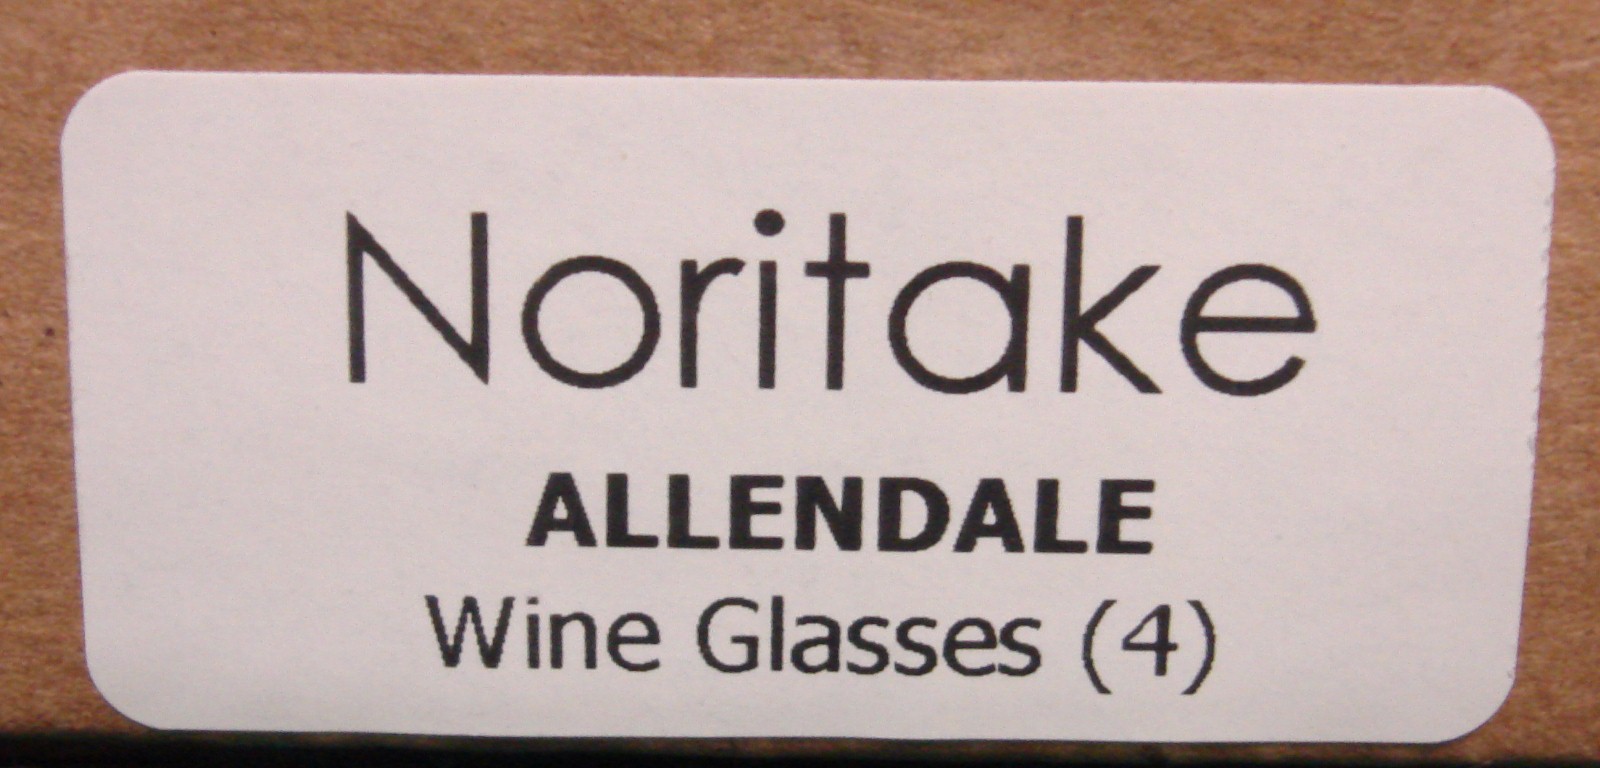 Noritake
ALLENDALE
Wine Glasses (4)